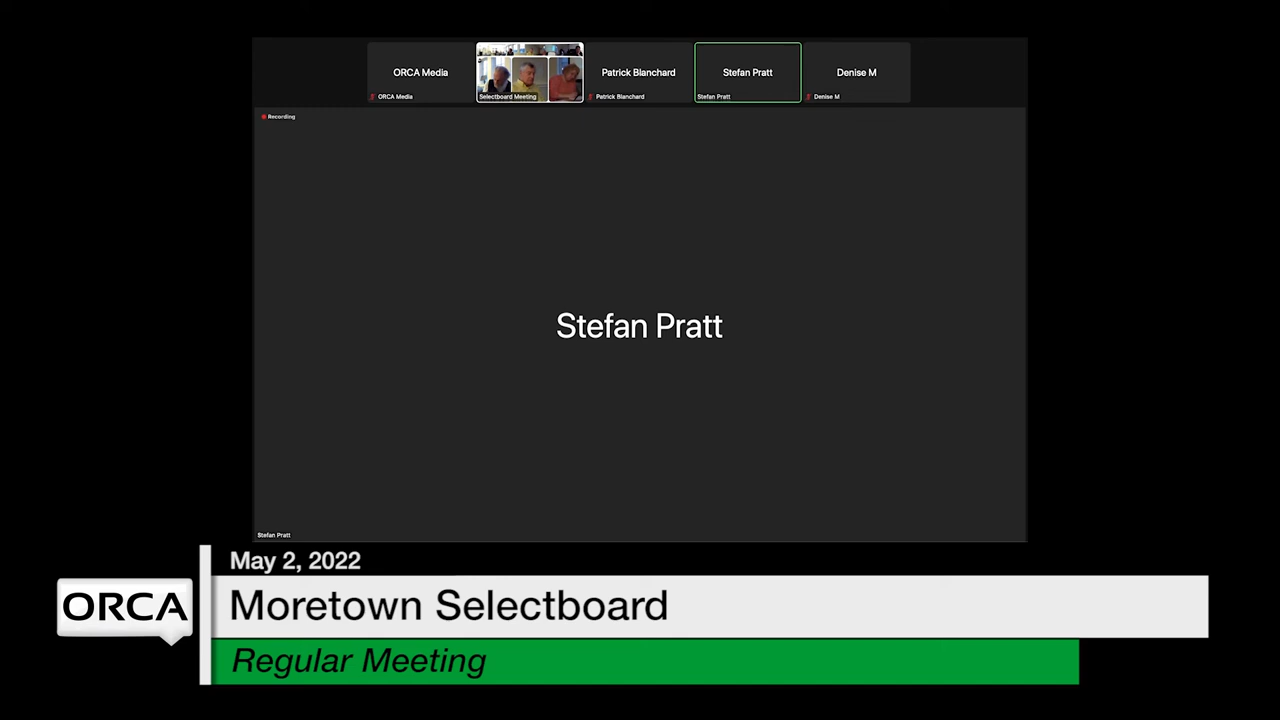 ORCA Media
Patrick Blanchard
Stefan Pratt
Denise M
ORCA Media
Selectboard Meeting
Patrick Blanchard
Stefan Pratt
Denise M
Recording
Stefan Pratt
Stefan Pratt
May 2, 2022
ORCA
Moretown Selectboard
Regular Meeting